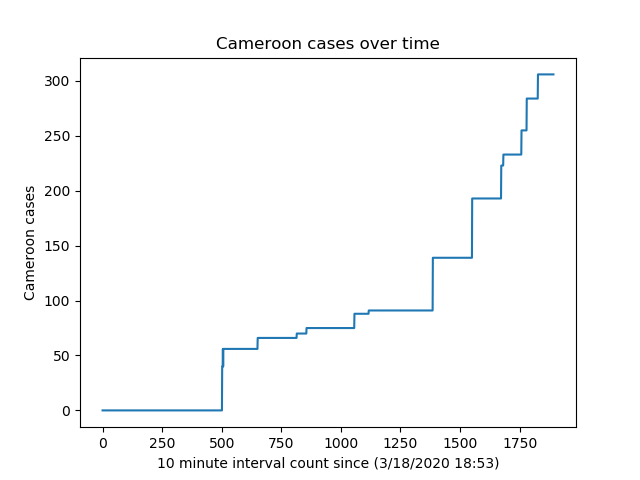 Cameroon cases over time
300
250
200
150
100
50
0
Cameroon cases
0 250 500 750 1000 1250 1500 1750
10 minute interval count since (3/18/2020 18:53)